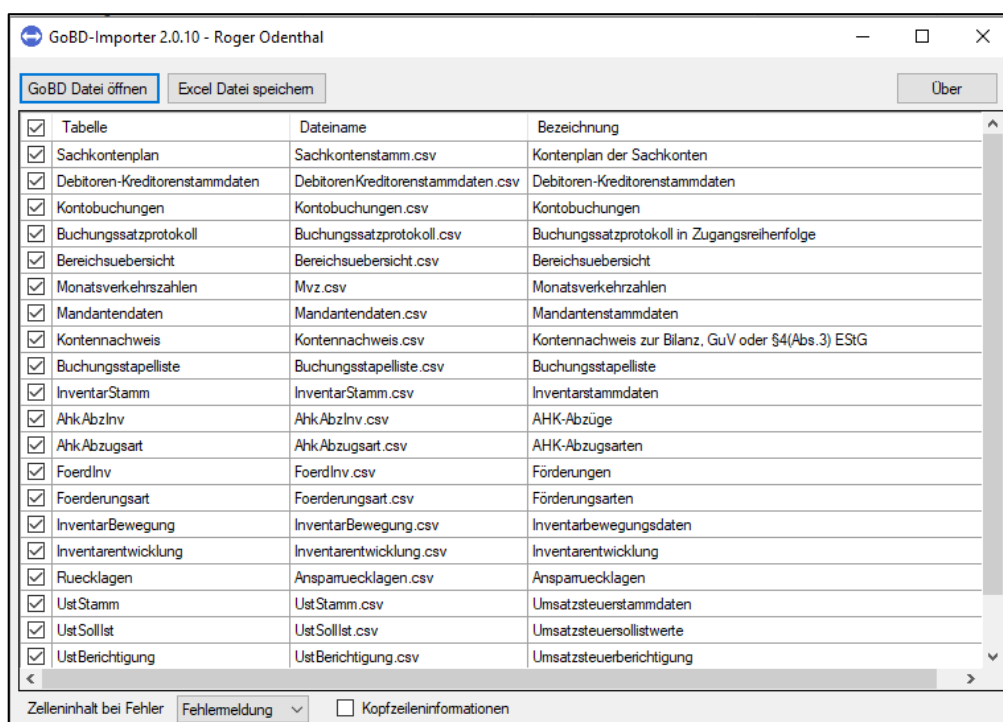 GoBD-Importer 2.0.10 - Roger Odenthal
GoBD Datei öffnen Excel Datei speichern Über
Tabelle Dateiname Bezeichnung
Sachkontenplan Sachkontenstamm.csv Kontenplan der Sachkonten
Debitoren-Kreditorenstammdaten DebitorenKreditorenstammdaten.csv Debitoren-Kreditorenstammdaten
Kontobuchungen Kontobuchungen.csv Kontobuchungen
Buchungssatzprotokoll Buchungssatzprotokoll.csv Buchungssatzprotokoll in Zugangsreihenfolge
Bereichsuebersicht Bereichsuebersicht.csv Bereichsuebersicht
Monatsverkehrszahlen Mvz.csv Monatsverkehrzahlen
Mandantendaten Mandantendaten.csv Mandantenstammdaten
Kontennachweis Kontennachweis.csv Kontennachweis zur Bilanz, GuV oder §4(Abs.3) EStG
Buchungsstapelliste Buchungsstapelliste.csv Buchungsstapelliste
InventarStamm InventarStamm.csv Inventarstammdaten
AhkAbzInv AhkAbzInv.csv AHK-Abzüge
AhkAbzugsart AhkAbzugsart.csv AHK-Abzugsarten
FoerdInv FoerdInv.csv Förderungen
Foerderungsart Foerderungsart.csv Förderungsarten
InventarBewegung InventarBewegung.csv Inventarbewegungsdaten
Inventarentwicklung Inventarentwicklung.csv Inventarentwicklung
Ruecklagen Ansparruecklagen.csv Ansparruecklagen
UstStamm UstStamm.csv Umsatzsteuerstammdaten
UstSollIst UstSollIst.csv Umsatzsteuersollistwerte
UstBerichtigung UstBerichtigung.csv Umsatzsteuerberichtigung
Zelleninhalt bei Fehler Fehlermeldung Kopfzeileninformationen